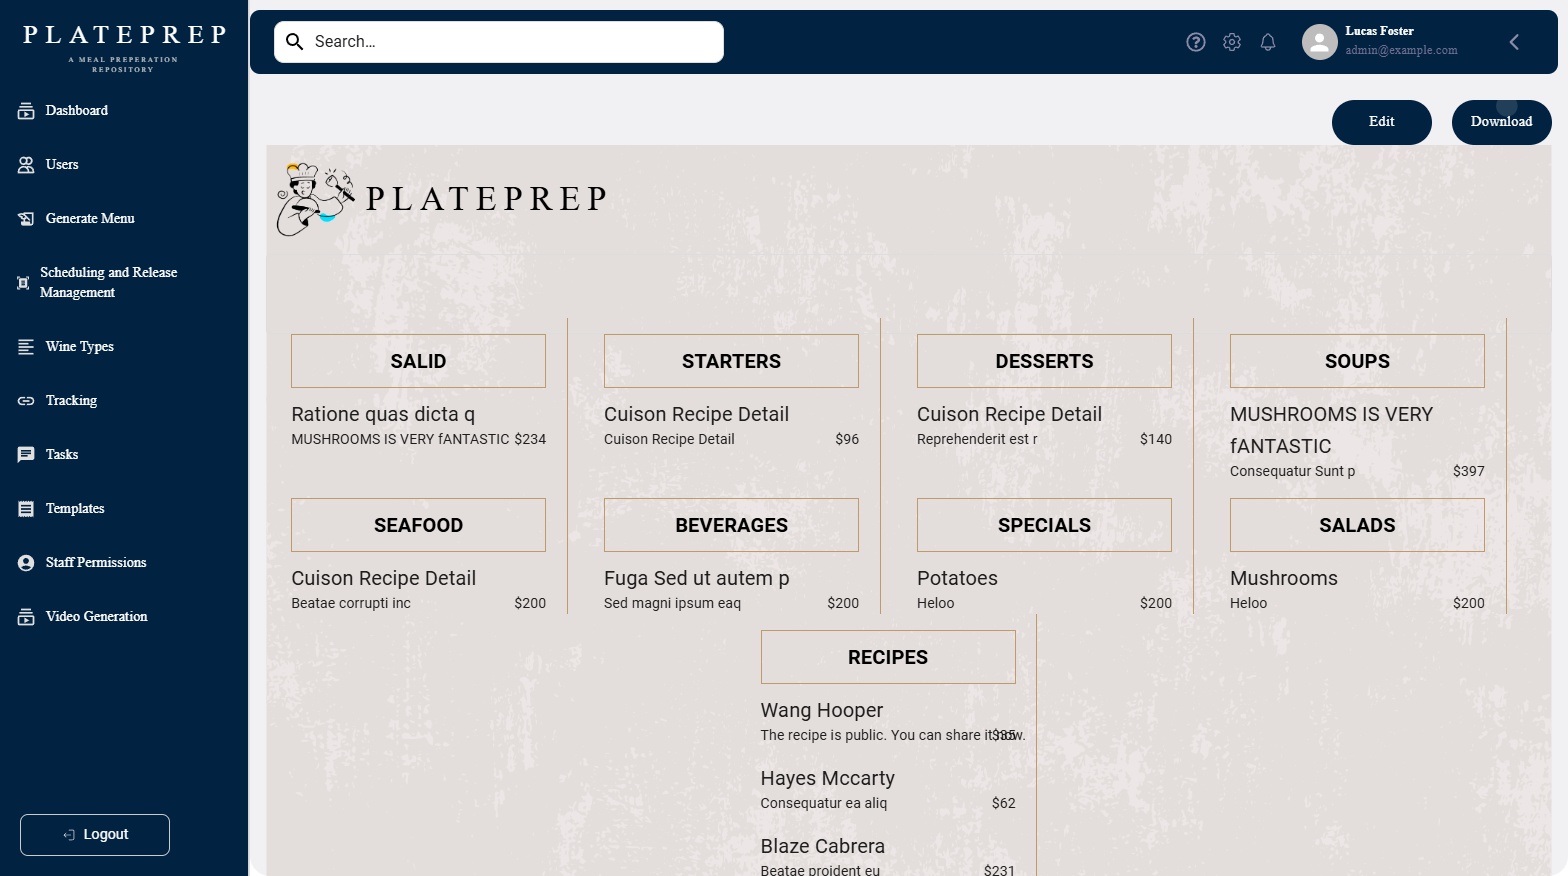 PLATEPREP
A MEAL PREPERATION
REPOSITORY
Dashboard
Users
Generate Menu
Scheduling and Release
Management
Wine Types
Tracking
Tasks
Templates
Staff Permissions
Video Generation
Logout
Search...
Lucas Foster
admin@example.com
Edit
Download
PLATEPREP
SALID
Ratione quas dicta q
MUSHROOMS IS VERY fANTASTIC $234
STARTERS
Cuison Recipe Detail
Cuison Recipe Detail $96
DESSERTS
Cuison Recipe Detail
Reprehenderit est r $140
SOUPS
MUSHROOMS IS VERY
fANTASTIC
Consequatur Sunt p $397
SEAFOOD
Cuison Recipe Detail
Beatae corrupti inc $200
BEVERAGES
Fuga Sed ut autem p
Sed magni ipsum eaq $200
SPECIALS
Potatoes
Heloo $200
SALADS
Mushrooms
Heloo $200
RECIPES
Wang Hooper
The recipe is public. You can share it now. $35
Hayes Mccarty
Consequatur ea aliq $62
Blaze Cabrera
Beatae proident eu $231